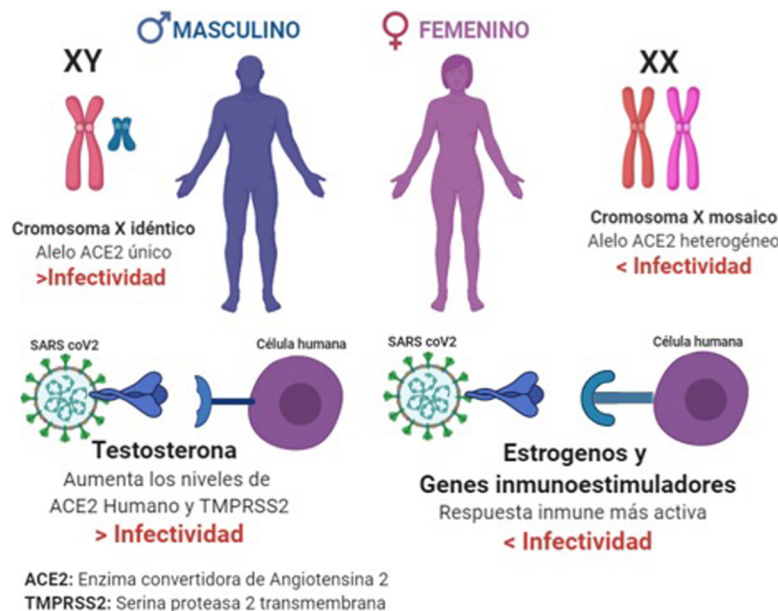 MASCULINO
FEMENINO
XY
XX
Cromosoma X idéntico
Alelo ACE2 único
>Infectividad
Cromosoma X mosaico
Alelo ACE2 heterogéneo
< Infectividad
SARS coV2
Célula humana
Testosterona
Aumenta los niveles de
ACE2 Humano y TMPRSS2
> Infectividad
SARS coV2
Célula humana
Estrogenos y
Genes inmunoestimuladores
Respuesta inmune más activa
< Infectividad
ACE2: Enzima convertidora de Angiotensina 2
TMPRSS2: Serina proteasa 2 transmembrana